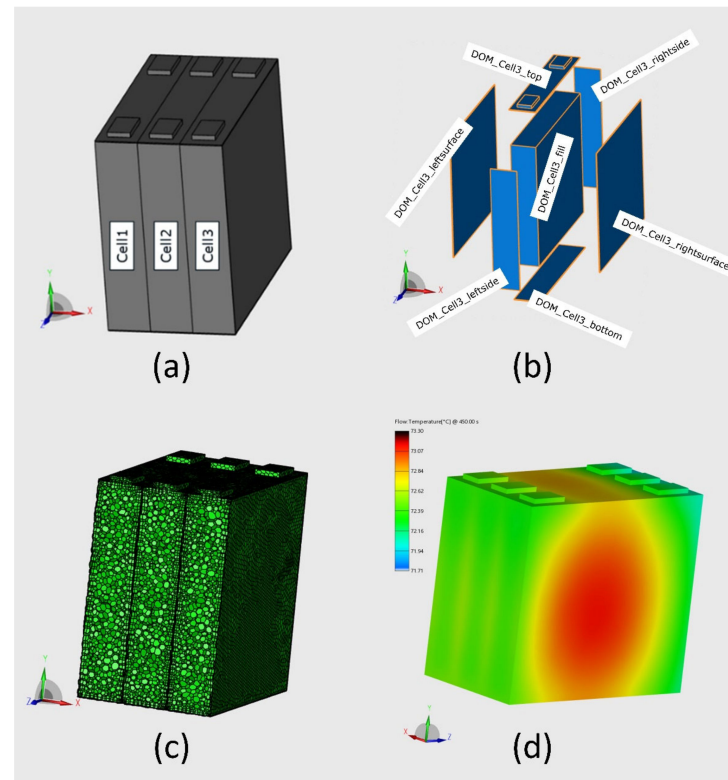 Cell1
Cell2
Cell3
Y
X
Z
(a)
DOM_Cell3_top
DOM_Cell3_rightside
DOM_Cell3_leftsurface
DOM_Cell3_fill
DOM_Cell3_rightsurface
DOM_Cell3_leftside
DOM_Cell3_bottom
Y
X
Z
(b)
Y
X
Z
(c)
Flow:Temperature[°C] @ 450.00 s
73.30
73.07
72.84
72.62
72.39
72.16
71.94
71.71
Y
X
Z
(d)